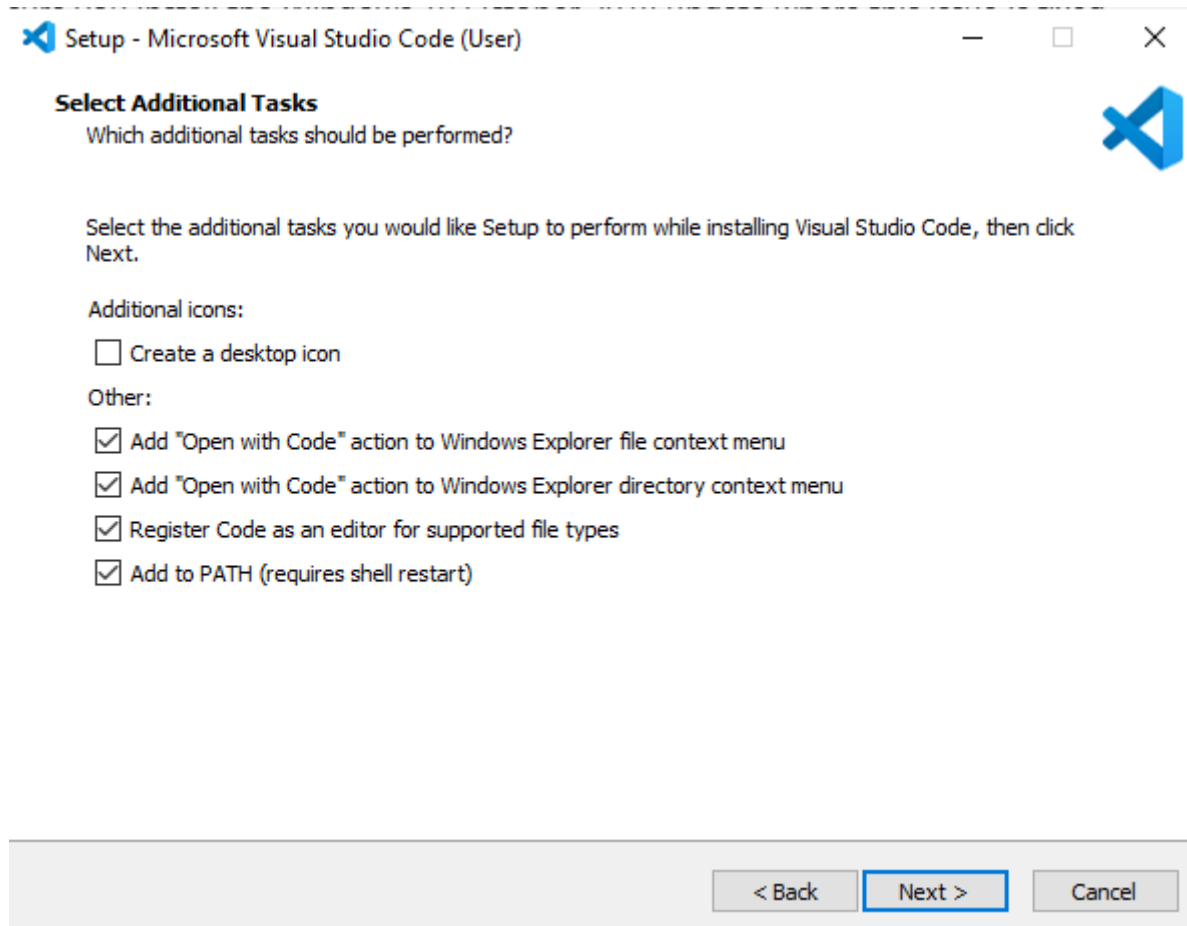 Setup - Microsoft Visual Studio Code (User)
Select Additional Tasks
Which additional tasks should be performed?
Select the additional tasks you would like Setup to perform while installing Visual Studio Code, then click
Next.
Additional icons:
Create a desktop icon
Other:
Add "Open with Code" action to Windows Explorer file context menu
Add "Open with Code" action to Windows Explorer directory context menu
Register Code as an editor for supported file types
Add to PATH (requires shell restart)
< Back Next > Cancel